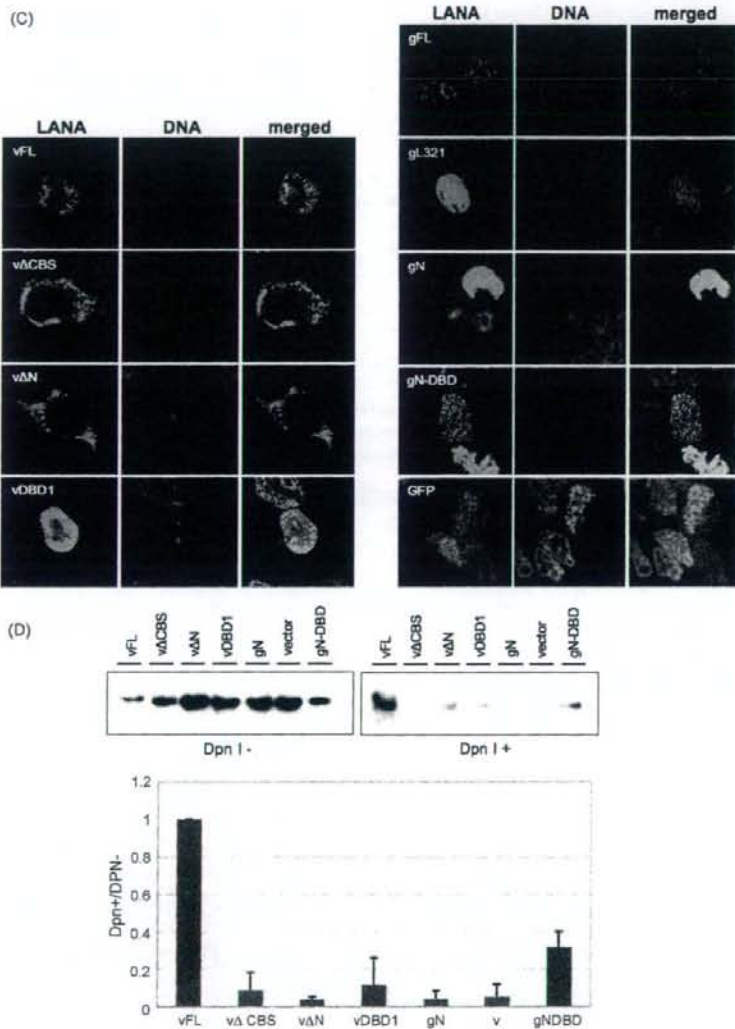 (C)
LANA DNA merged
vFL
vΔCBS
vΔN
vDBD1
LANA DNA merged
gFL
gL321
gN
gN-DBD
GFP
(D)
vFL vΔCBS vΔN vDBD1 gN vector gN-DBD
vFL vΔCBS vΔN vDBD1 gN vector gN-DBD
Dpn I -
Dpn I +
Dpn+/DPN-
1.2
1
0.8
0.6
0.4
0.2
0
vFL vΔ CBS vΔN vDBD1 gN v gNDBD